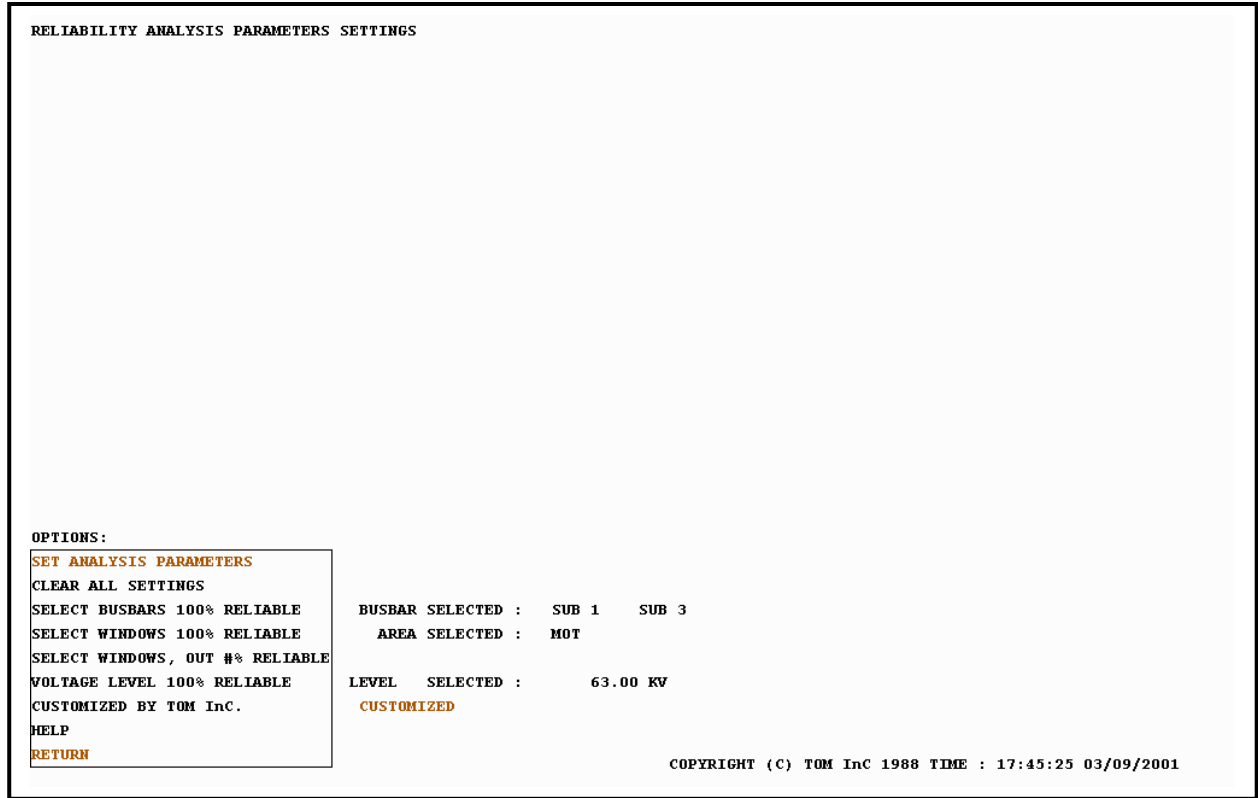 RELIABILITY ANALYSIS PARAMETERS SETTINGS
OPTIONS:
SET ANALYSIS PARAMETERS
CLEAR ALL SETTINGS
SELECT BUSBARS 100% RELIABLE BUSBAR SELECTED : SUB 1 SUB 3
SELECT WINDOWS 100% RELIABLE AREA SELECTED : MOT
SELECT WINDOWS, OUT #% RELIABLE
VOLTAGE LEVEL 100% RELIABLE LEVEL SELECTED : 63.00 KV
CUSTOMIZED BY TOM InC. CUSTOMIZED
HELP
RETURN
COPYRIGHT (C) TOM InC 1988 TIME : 17:45:25 03/09/2001